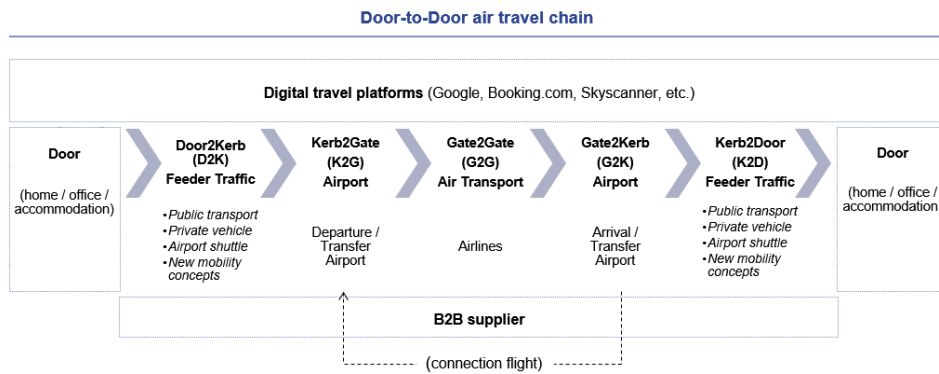 Door-to-Door air travel chain
Digital travel platforms (Google, Booking.com, Skyscanner, etc.)
Door
(home / office /
accommodation)
Door2Kerb
(D2K)
Feeder Traffic
•Public transport
•Private vehicle
•Airport shuttle
•New mobility
concepts
Kerb2Gate
(K2G)
Airport
Departure /
Transfer
Airport
Gate2Gate
(G2G)
Air Transport
Airlines
Gate2Kerb
(G2K)
Airport
Arrival /
Transfer
Airport
Kerb2Door
(K2D)
Feeder Traffic
•Public transport
•Private vehicle
•Airport shuttle
•New mobility
concepts
Door
(home / office /
accommodation
B2B supplier
(connection flight)